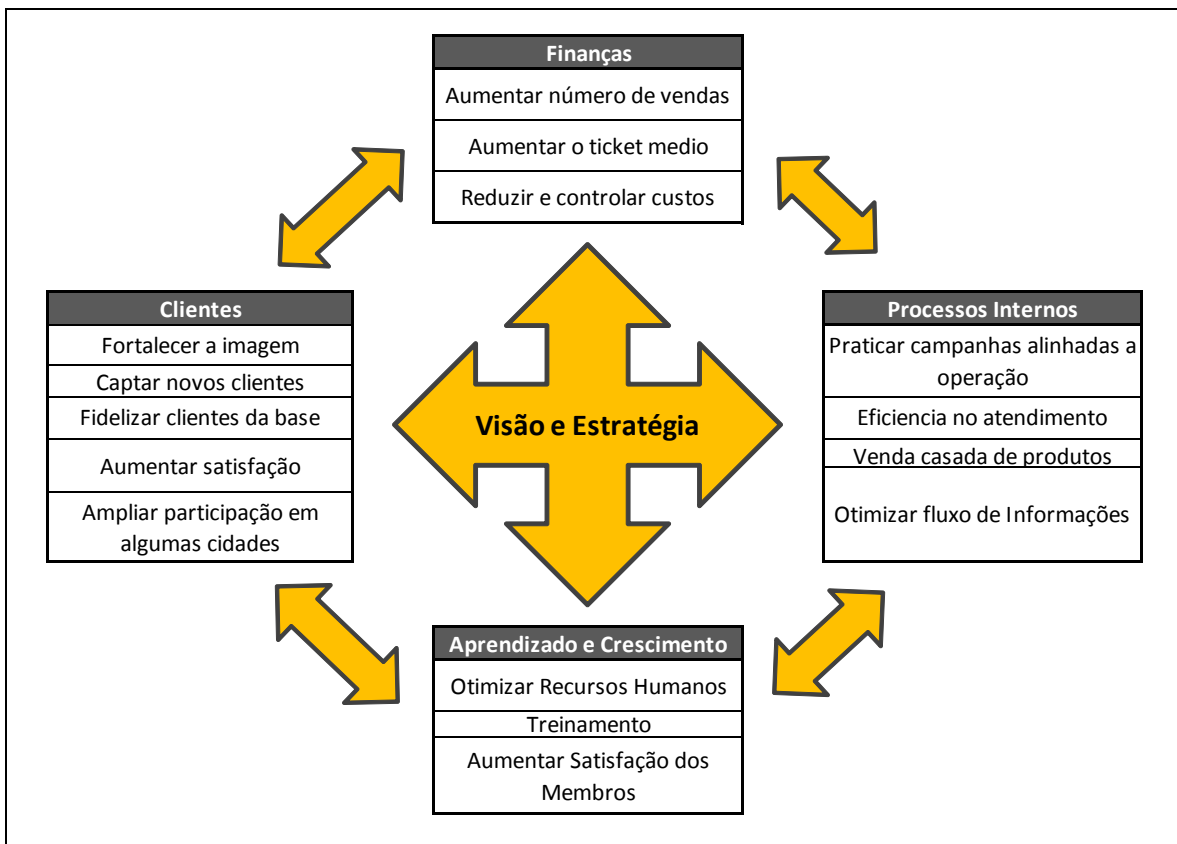 Finanças
Aumentar número de vendas
Aumentar o ticket medio
Reduzir e controlar custos
Clientes
Fortalecer a imagem
Captar novos clientes
Fidelizar clientes da base
Aumentar satisfação
Ampliar participação em
algumas cidades
Visão e Estratégia
Processos Internos
Praticar campanhas alinhadas a
operação
Eficiencia no atendimento
Venda casada de produtos
Otimizar fluxo de Informações
Aprendizado e Crescimento
Otimizar Recursos Humanos
Treinamento
Aumentar Satisfação dos
Membros